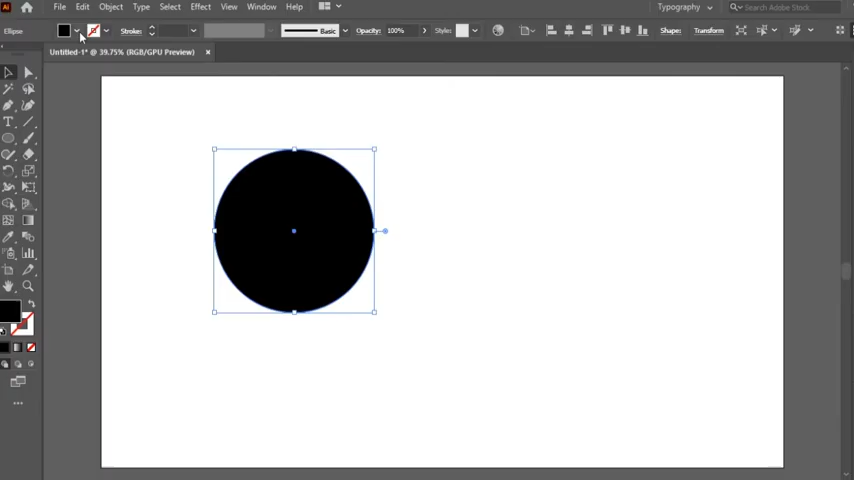 Ai File Edit Object Type Select Effect View Window Help Typography Search Adobe Stock
Ellipse Stroke: Basic Opacity: 100% Style: Shape: Transform
Untitled-1* @ 39.75% (RGB/GPU Preview) ×